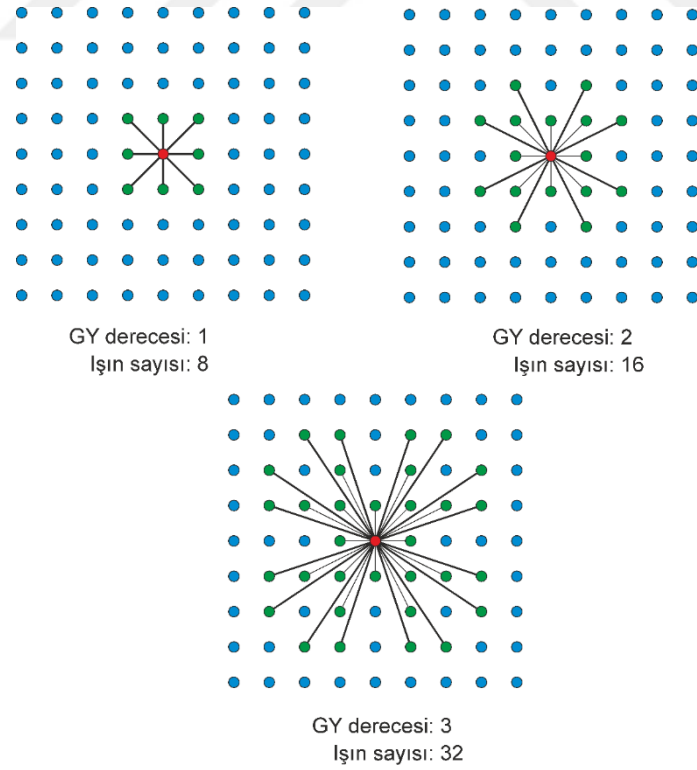 GY derecesi: 1
Işın sayısı: 8
GY derecesi: 2
Işın sayısı: 16
GY derecesi: 3
Işın sayısı: 32